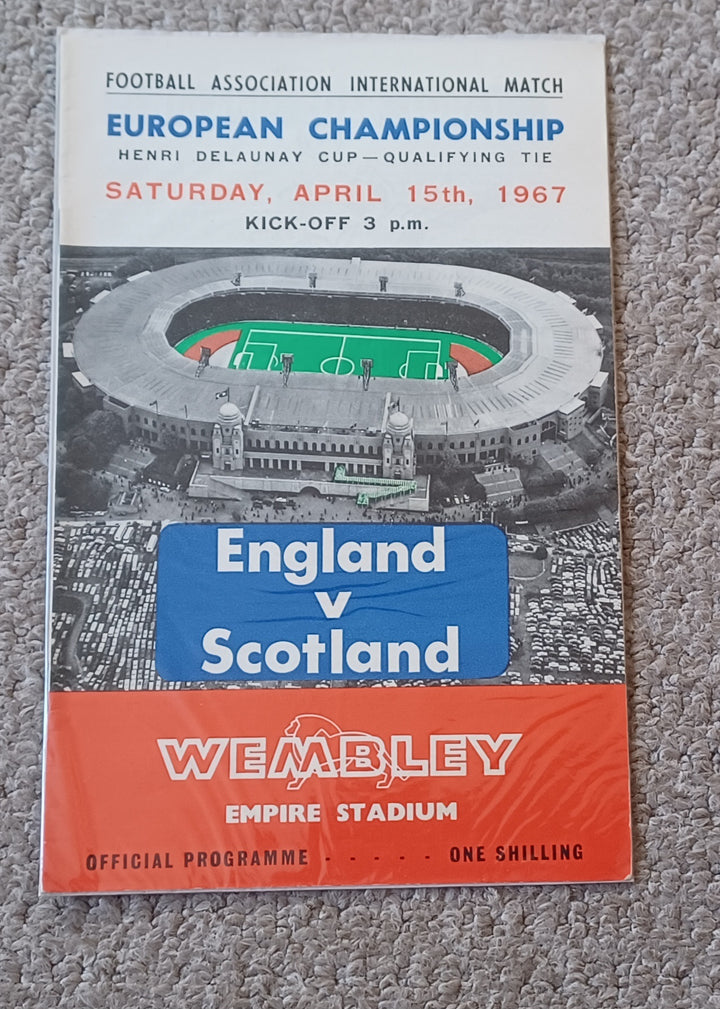 FOOTBALL ASSOCIATION INTERNATIONAL MATCH
EUROPEAN CHAMPIONSHIP
HENRI DELAUNAY CUP—QUALIFYING TIE
SATURDAY, APRIL 15th, 1967
KICK-OFF 3 p.m.
England
v
Scotland
WEMBLEY
EMPIRE STADIUM
OFFICIAL PROGRAMME - - - - - ONE SHILLING